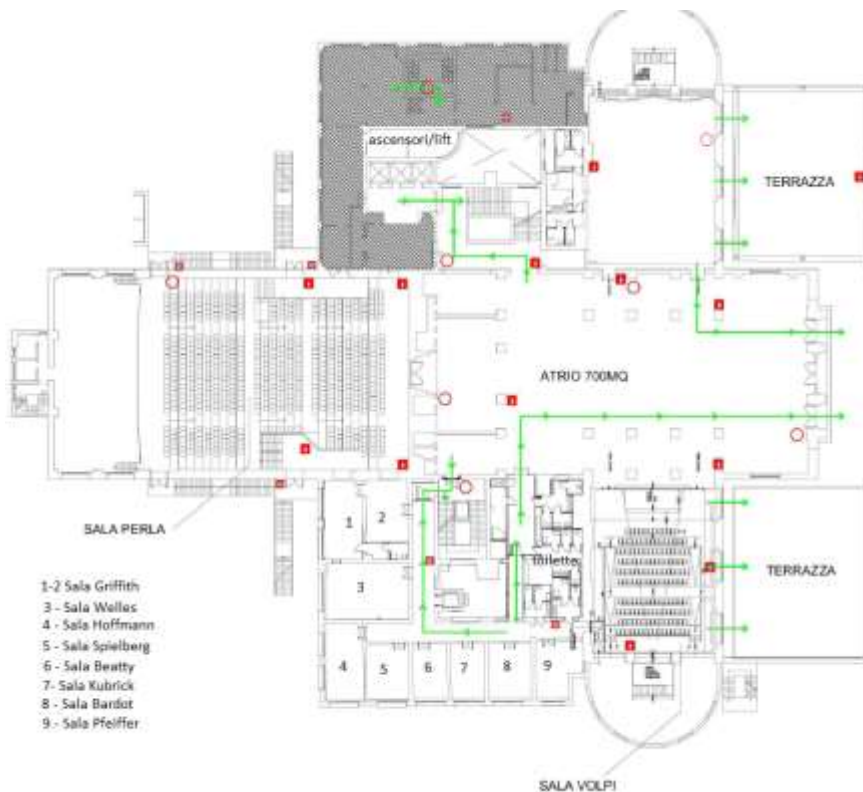 ascensori/lift
TERRAZZA
ATRIO 700MQ
SALA PERLA
1
2
3
4
5
6
7
8
9
toilette
TERRAZZA
1-2 Sala Griffith
3 - Sala Welles
4 - Sala Hoffmann
5 - Sala Spielberg
6 - Sala Beatty
7- Sala Kubrick
8 - Sala Bardot
9 - Sala Pfeiffer
SALA VOLPI